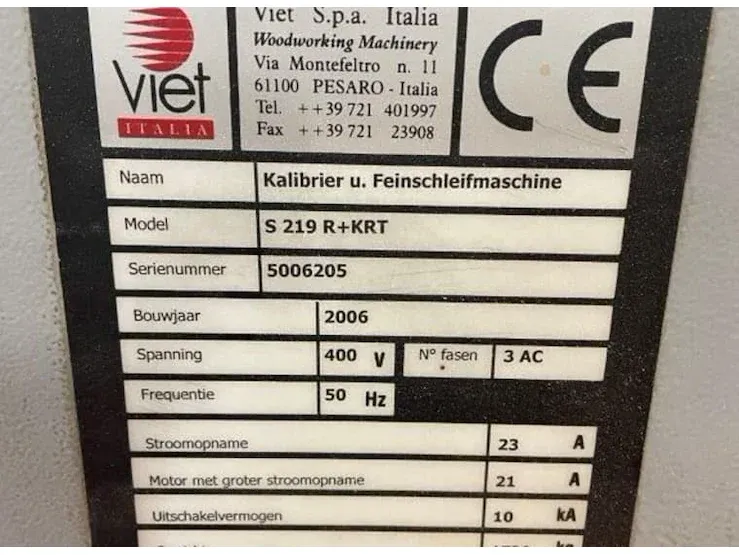 Viet
ITALIA
Viet S.p.a. Italia
Woodworking Machinery
Via Montefeltro n. 11
61100 PESARO - Italia
Tel. ++39 721 401997
Fax ++39 721 23908
CE
Naam Kalibrier u. Feinschleifmaschine
Model S 219 R+KRT
Serienummer 5006205
Bouwjaar 2006
Spanning 400 V N° fasen 3 AC
Frequentie 50 Hz
Stroomopname 23 A
Motor met groter stroomopname 21 A
Uitschakelvermogen 10 kA
kg